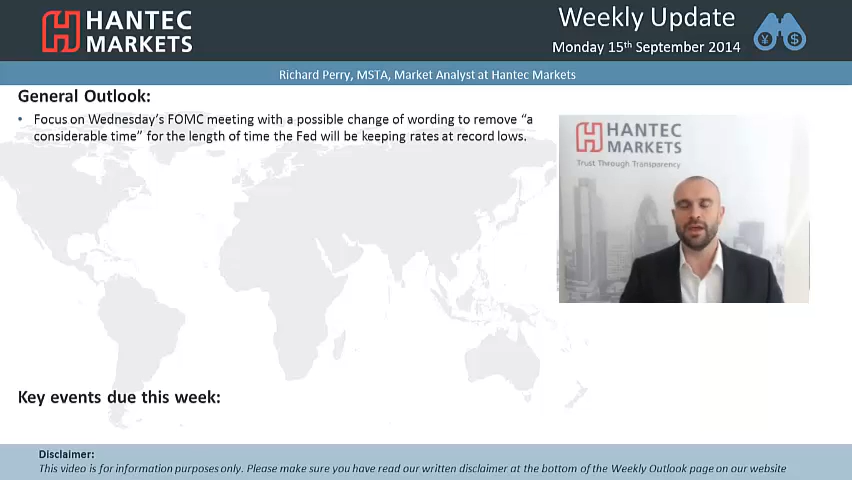 HANTEC
MARKETS
Weekly Update
Monday 15th September 2014
¥ $
Richard Perry, MSTA, Market Analyst at Hantec Markets
General Outlook:
• Focus on Wednesday's FOMC meeting with a possible change of wording to remove "a
considerable time" for the length of time the Fed will be keeping rates at record lows.
HANTEC
MARKETS
Trust Through Transparency
Key events due this week:
Disclaimer:
This video is for information purposes only. Please make sure you have read our written disclaimer at the bottom of the Weekly Outlook page on our website